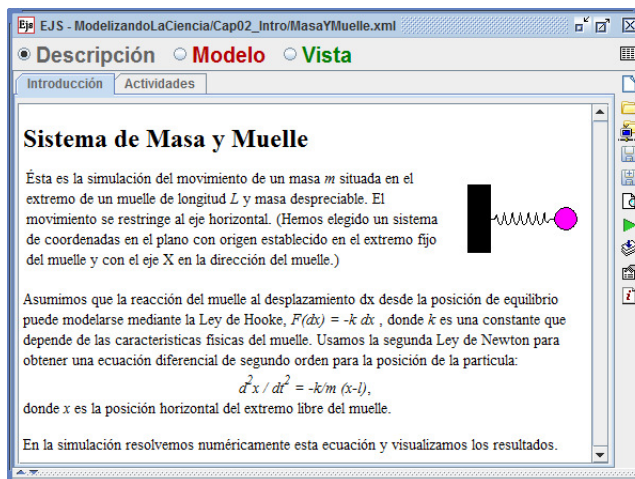 Ejs EJS - ModelizandoLaCiencia/Cap02_Intro/MasaYMuelle.xml
Descripción Modelo Vista
Introducción Actividades
Sistema de Masa y Muelle
Ésta es la simulación del movimiento de un masa m situada en el
extremo de un muelle de longitud L y masa despreciable. El
movimiento se restringe al eje horizontal. (Hemos elegido un sistema
de coordenadas en el plano con origen establecido en el extremo fijo
del muelle y con el eje X en la dirección del muelle.)
Asumimos que la reacción del muelle al desplazamiento dx desde la posición de equilibrio
puede modelarse mediante la Ley de Hooke, F(dx) = -k dx , donde k es una constante que
depende de las caracteristicas fisicas del muelle. Usamos la segunda Ley de Newton para
obtener una ecuación diferencial de segundo orden para la posición de la particula:
d²x / dt² = -k/m (x-l),
donde x es la posición horizontal del extremo libre del muelle.
En la simulación resolvemos numéricamente esta ecuación y visualizamos los resultados.